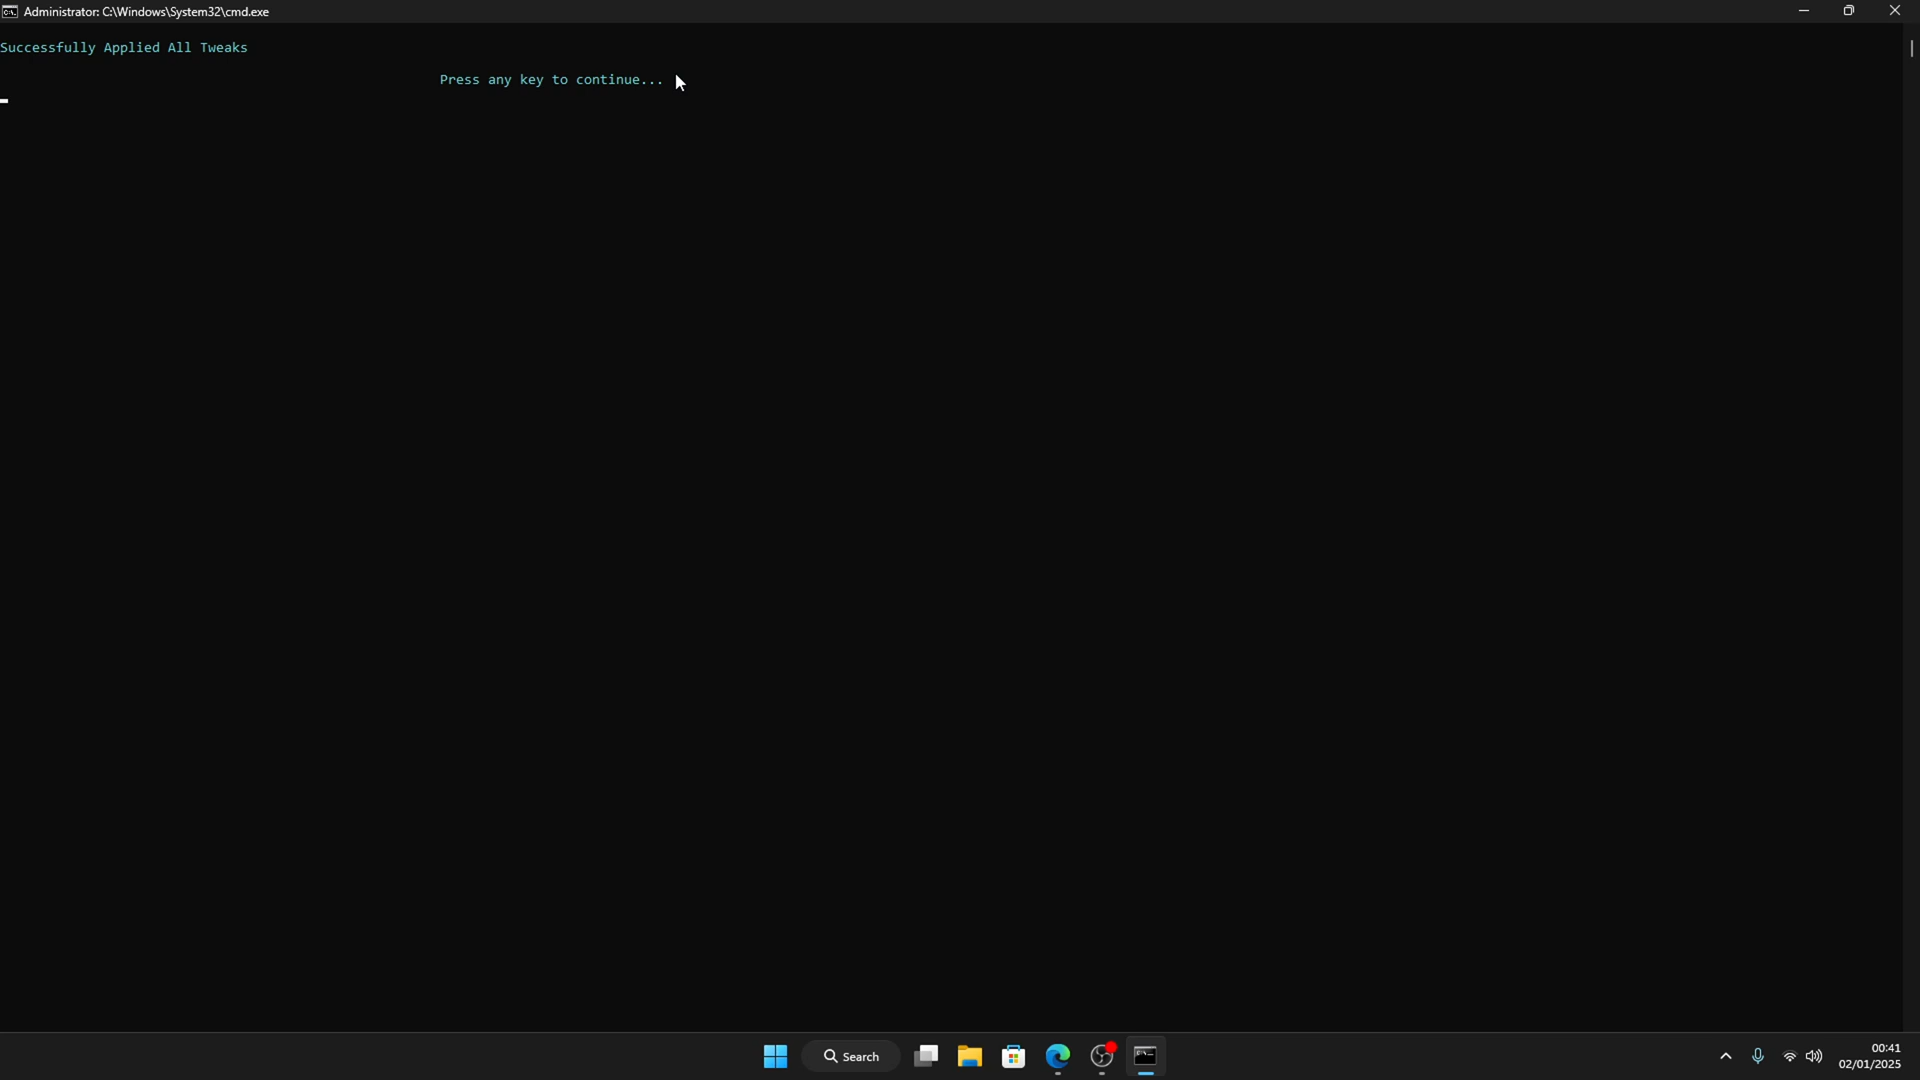 Administrator: C:\Windows\System32\cmd.exe
Successfully Applied All Tweaks
Press any key to continue...
Search
00:41
02/01/2025